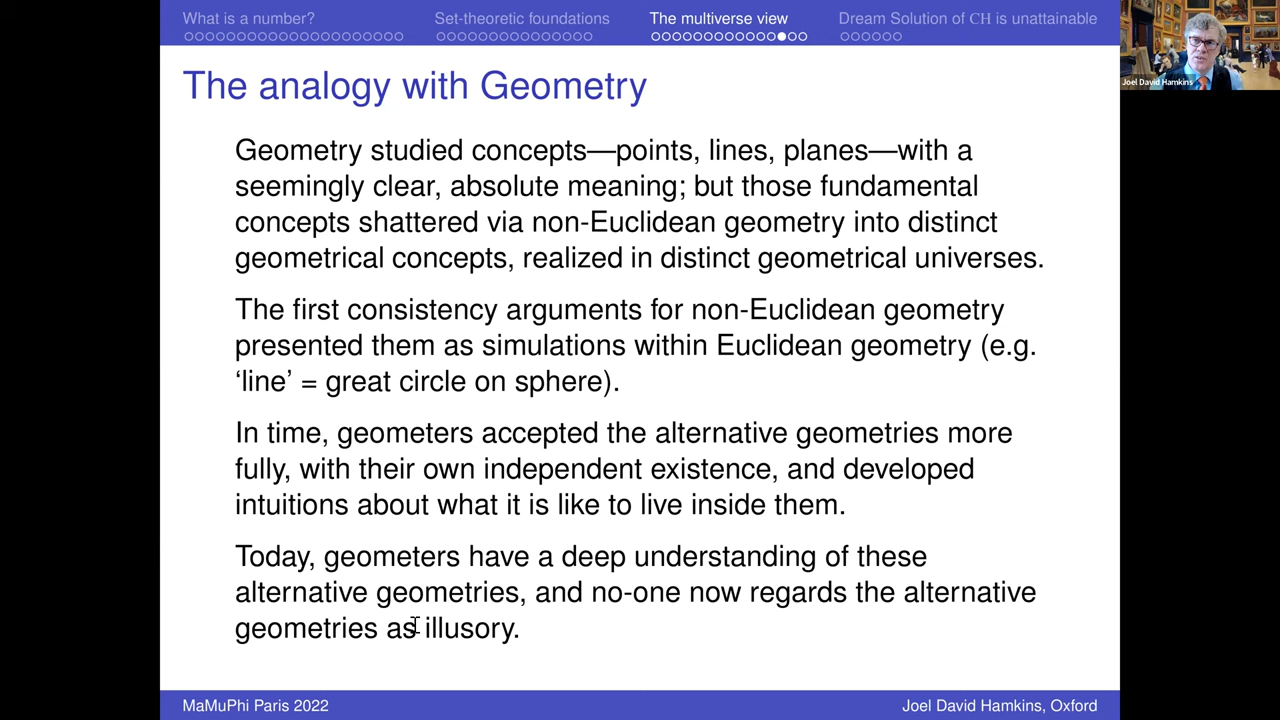 What is a number?
Set-theoretic foundations
The multiverse view
Dream Solution of CH is unattainable
Joel David Hamkins
The analogy with Geometry
Geometry studied concepts—points, lines, planes—with a
seemingly clear, absolute meaning; but those fundamental
concepts shattered via non-Euclidean geometry into distinct
geometrical concepts, realized in distinct geometrical universes.
The first consistency arguments for non-Euclidean geometry
presented them as simulations within Euclidean geometry (e.g.
‘line’ = great circle on sphere).
In time, geometers accepted the alternative geometries more
fully, with their own independent existence, and developed
intuitions about what it is like to live inside them.
Today, geometers have a deep understanding of these
alternative geometries, and no-one now regards the alternative
geometries as illusory.
MaMuPhi Paris 2022
Joel David Hamkins, Oxford